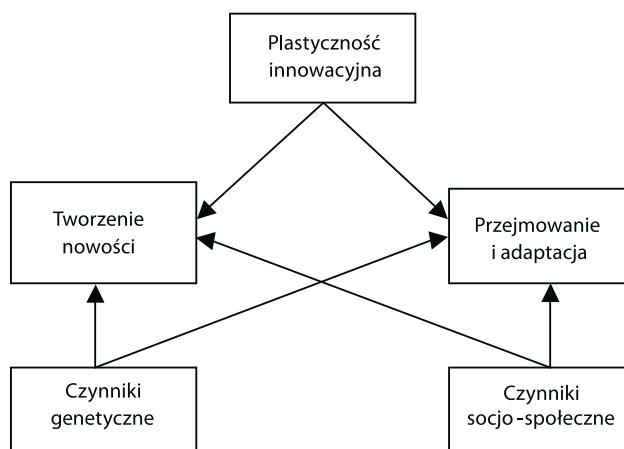 Plastyczność
innowacyjna
Tworzenie
nowości
Przejmowanie
i adaptacja
Czynniki
genetyczne
Czynniki
socjo-społeczne